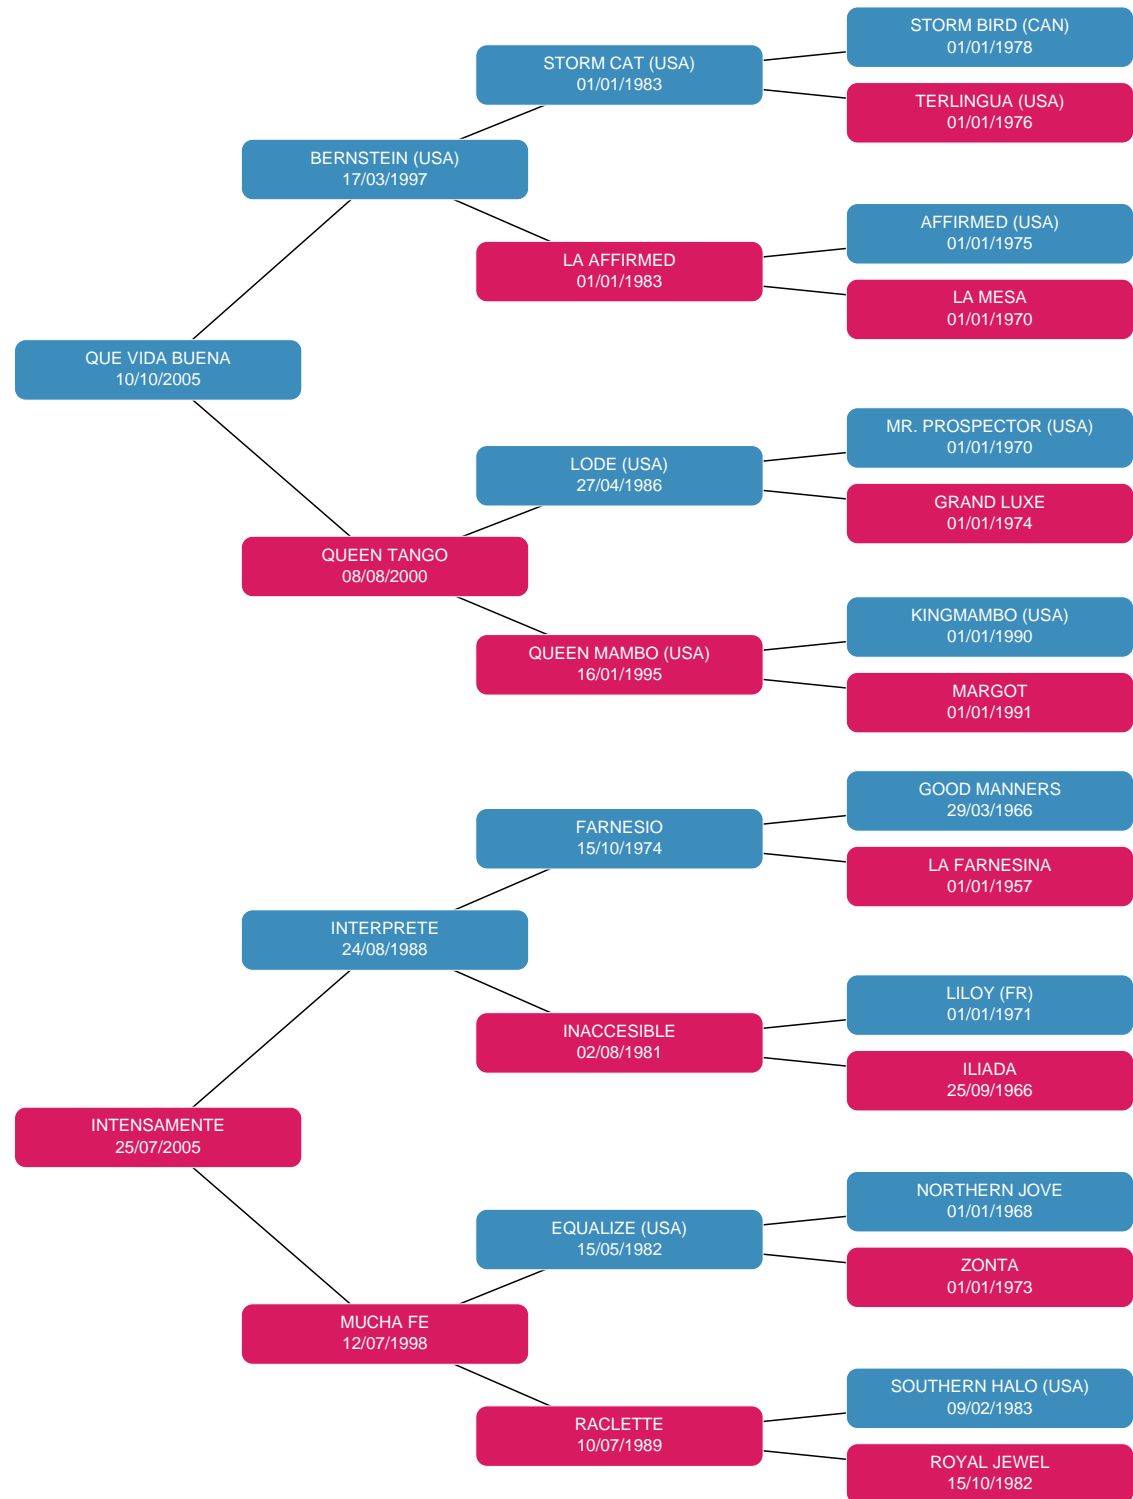 STORM BIRD (CAN)
01/01/1978
STORM CAT (USA)
01/01/1983
TERLINGUA (USA)
01/01/1976
BERNSTEIN (USA)
17/03/1997
AFFIRMED (USA)
01/01/1975
LA AFFIRMED
01/01/1983
LA MESA
01/01/1970
QUE VIDA BUENA
10/10/2005
MR. PROSPECTOR (USA)
01/01/1970
LODE (USA)
27/04/1986
GRAND LUXE
01/01/1974
QUEEN TANGO
08/08/2000
KINGMAMBO (USA)
01/01/1990
QUEEN MAMBO (USA)
16/01/1995
MARGOT
01/01/1991
GOOD MANNERS
29/03/1966
FARNESIO
15/10/1974
LA FARNESINA
01/01/1957
INTERPRETE
24/08/1988
LILOY (FR)
01/01/1971
INACCESIBLE
02/08/1981
ILIADA
25/09/1966
INTENSAMENTE
25/07/2005
NORTHERN JOVE
01/01/1968
EQUALIZE (USA)
15/05/1982
ZONTA
01/01/1973
MUCHA FE
12/07/1998
SOUTHERN HALO (USA)
09/02/1983
RACLETTE
10/07/1989
ROYAL JEWEL
15/10/1982